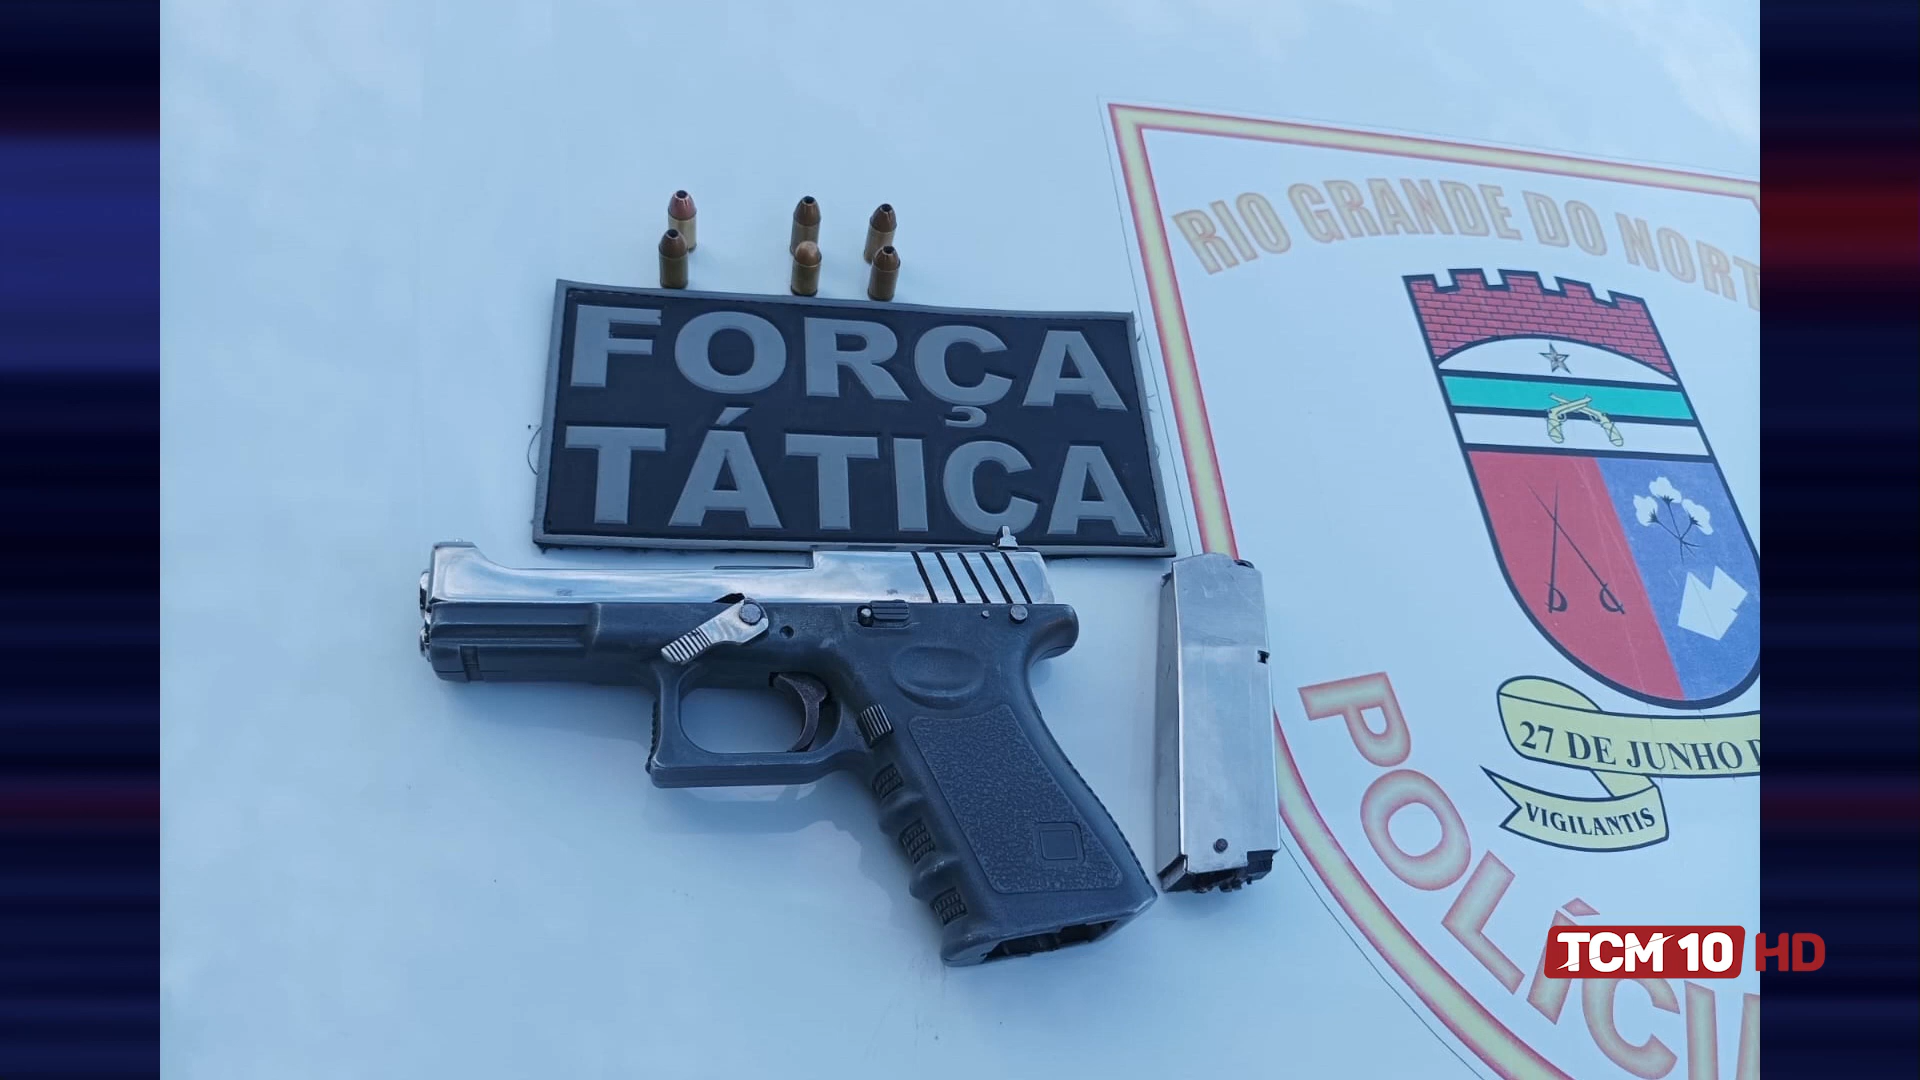 RIO GRANDE DO NORT
FORÇA
TÁTICA
27 DE JUNHO
VIGILANTIS
POLÍCI
TCM 10 HD